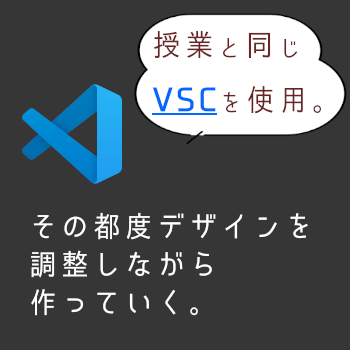 授業と同じ
VSCを使用。
その都度デザインを
調整しながら
作っていく。